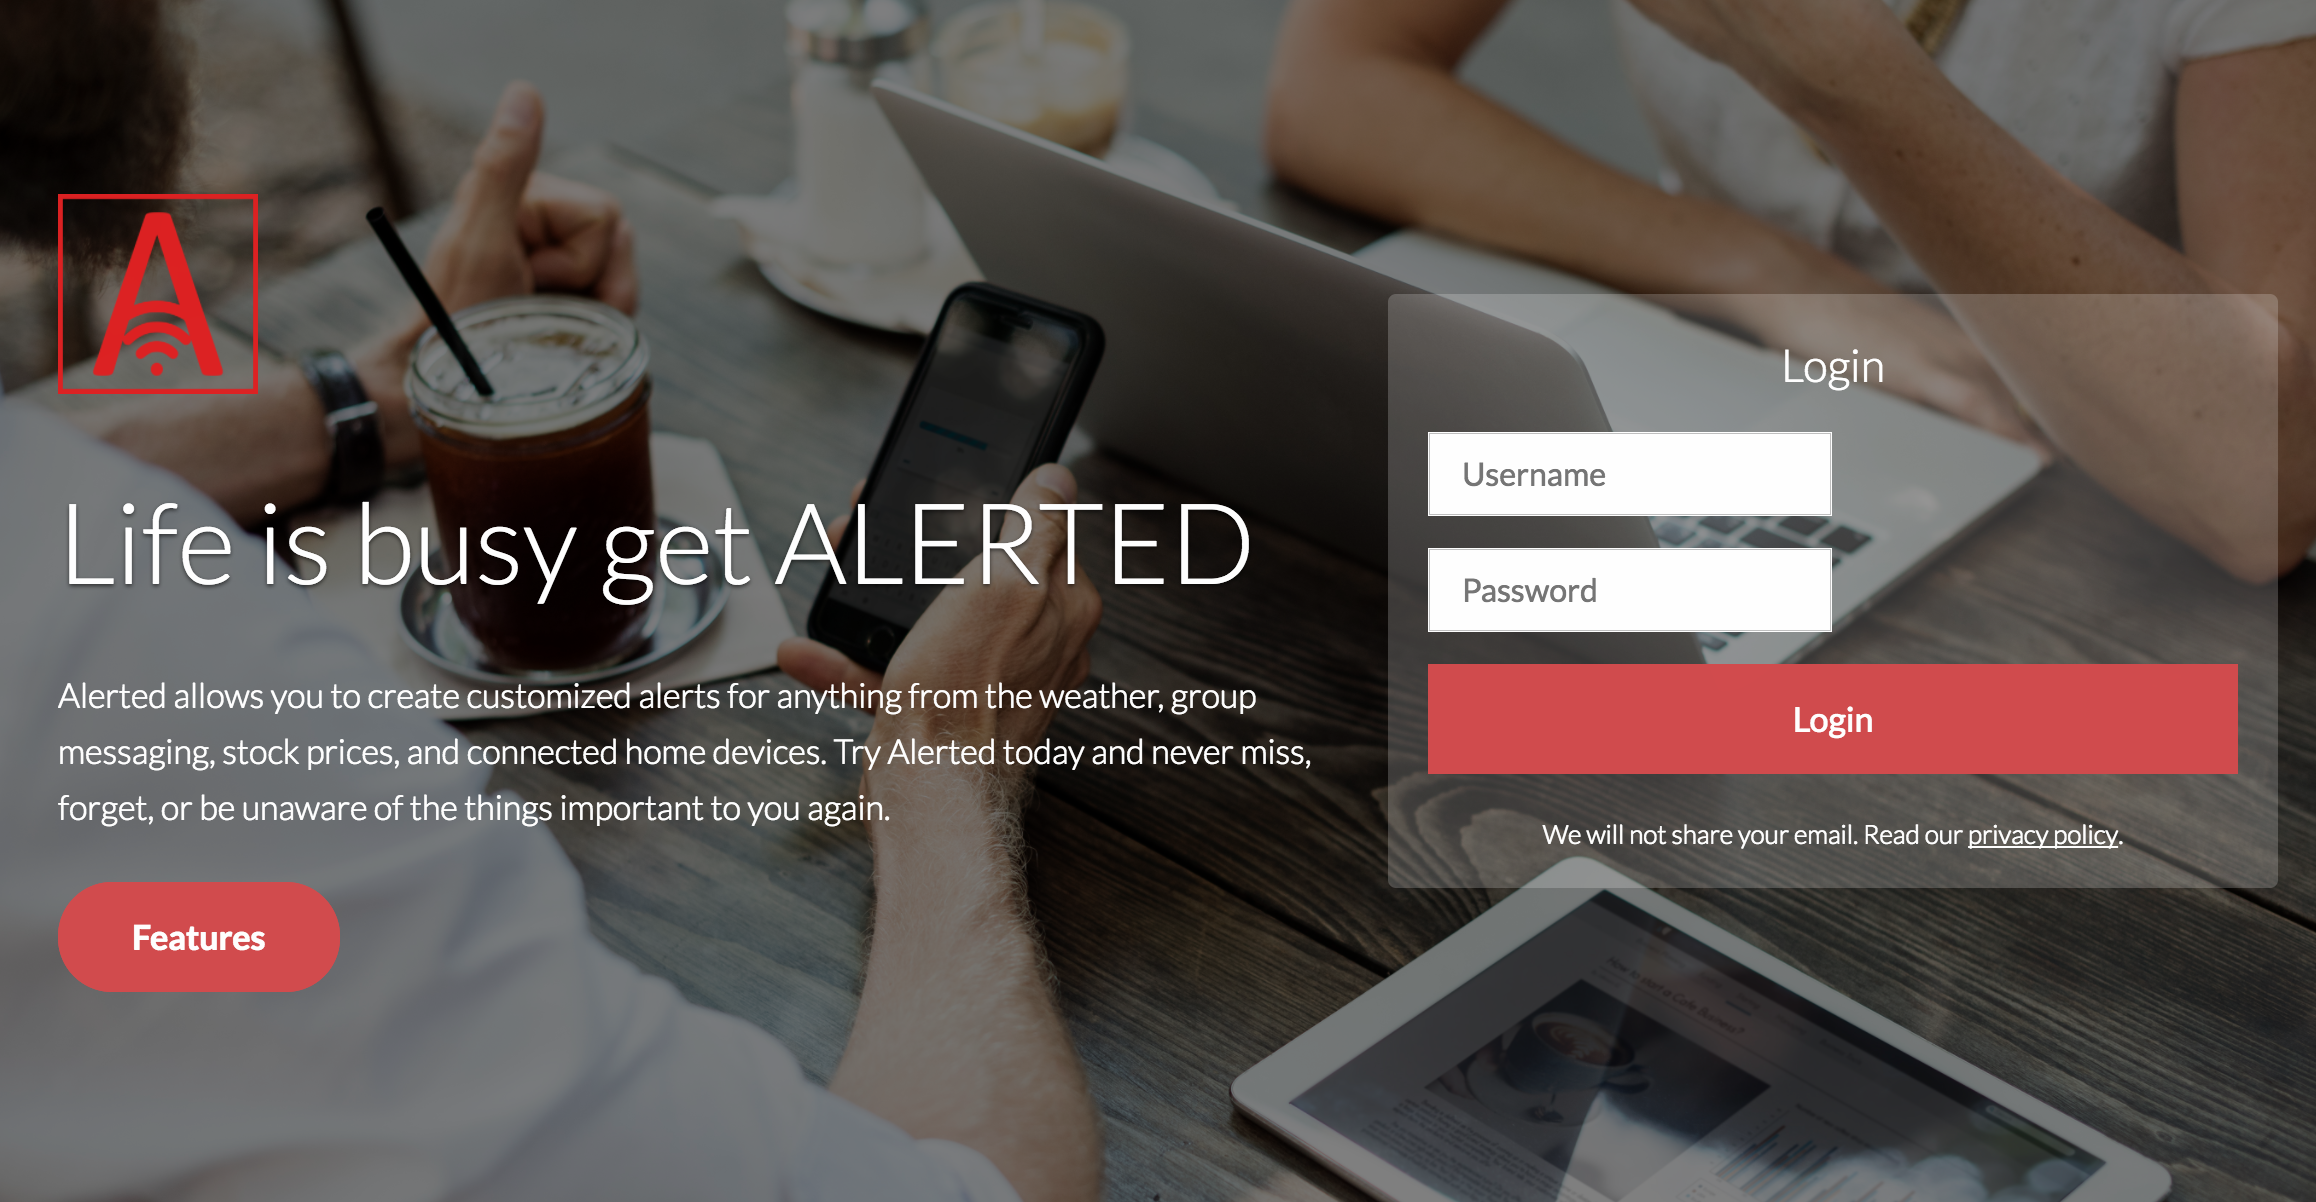 Life is busy get ALERTED
Alerted allows you to create customized alerts for anything from the weather, group
messaging, stock prices, and connected home devices. Try Alerted today and never miss,
forget, or be unaware of the things important to you again.
Features
Login
Username
Password
Login
We will not share your email. Read our privacy policy.